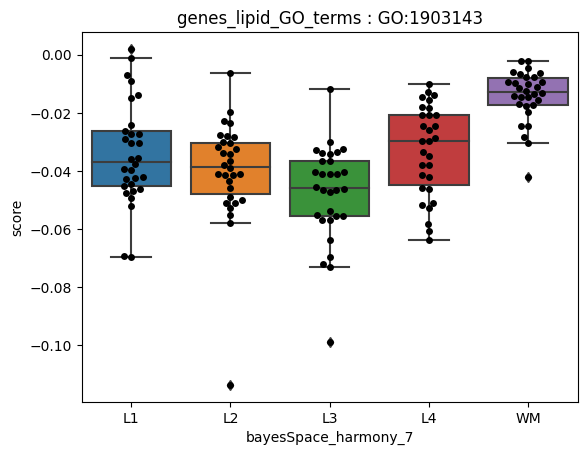 genes_lipid_GO_terms : GO:1903143
0.00
−0.02
−0.04
−0.06
−0.08
−0.10
score
L1 L2 L3 L4 WM
bayesSpace_harmony_7